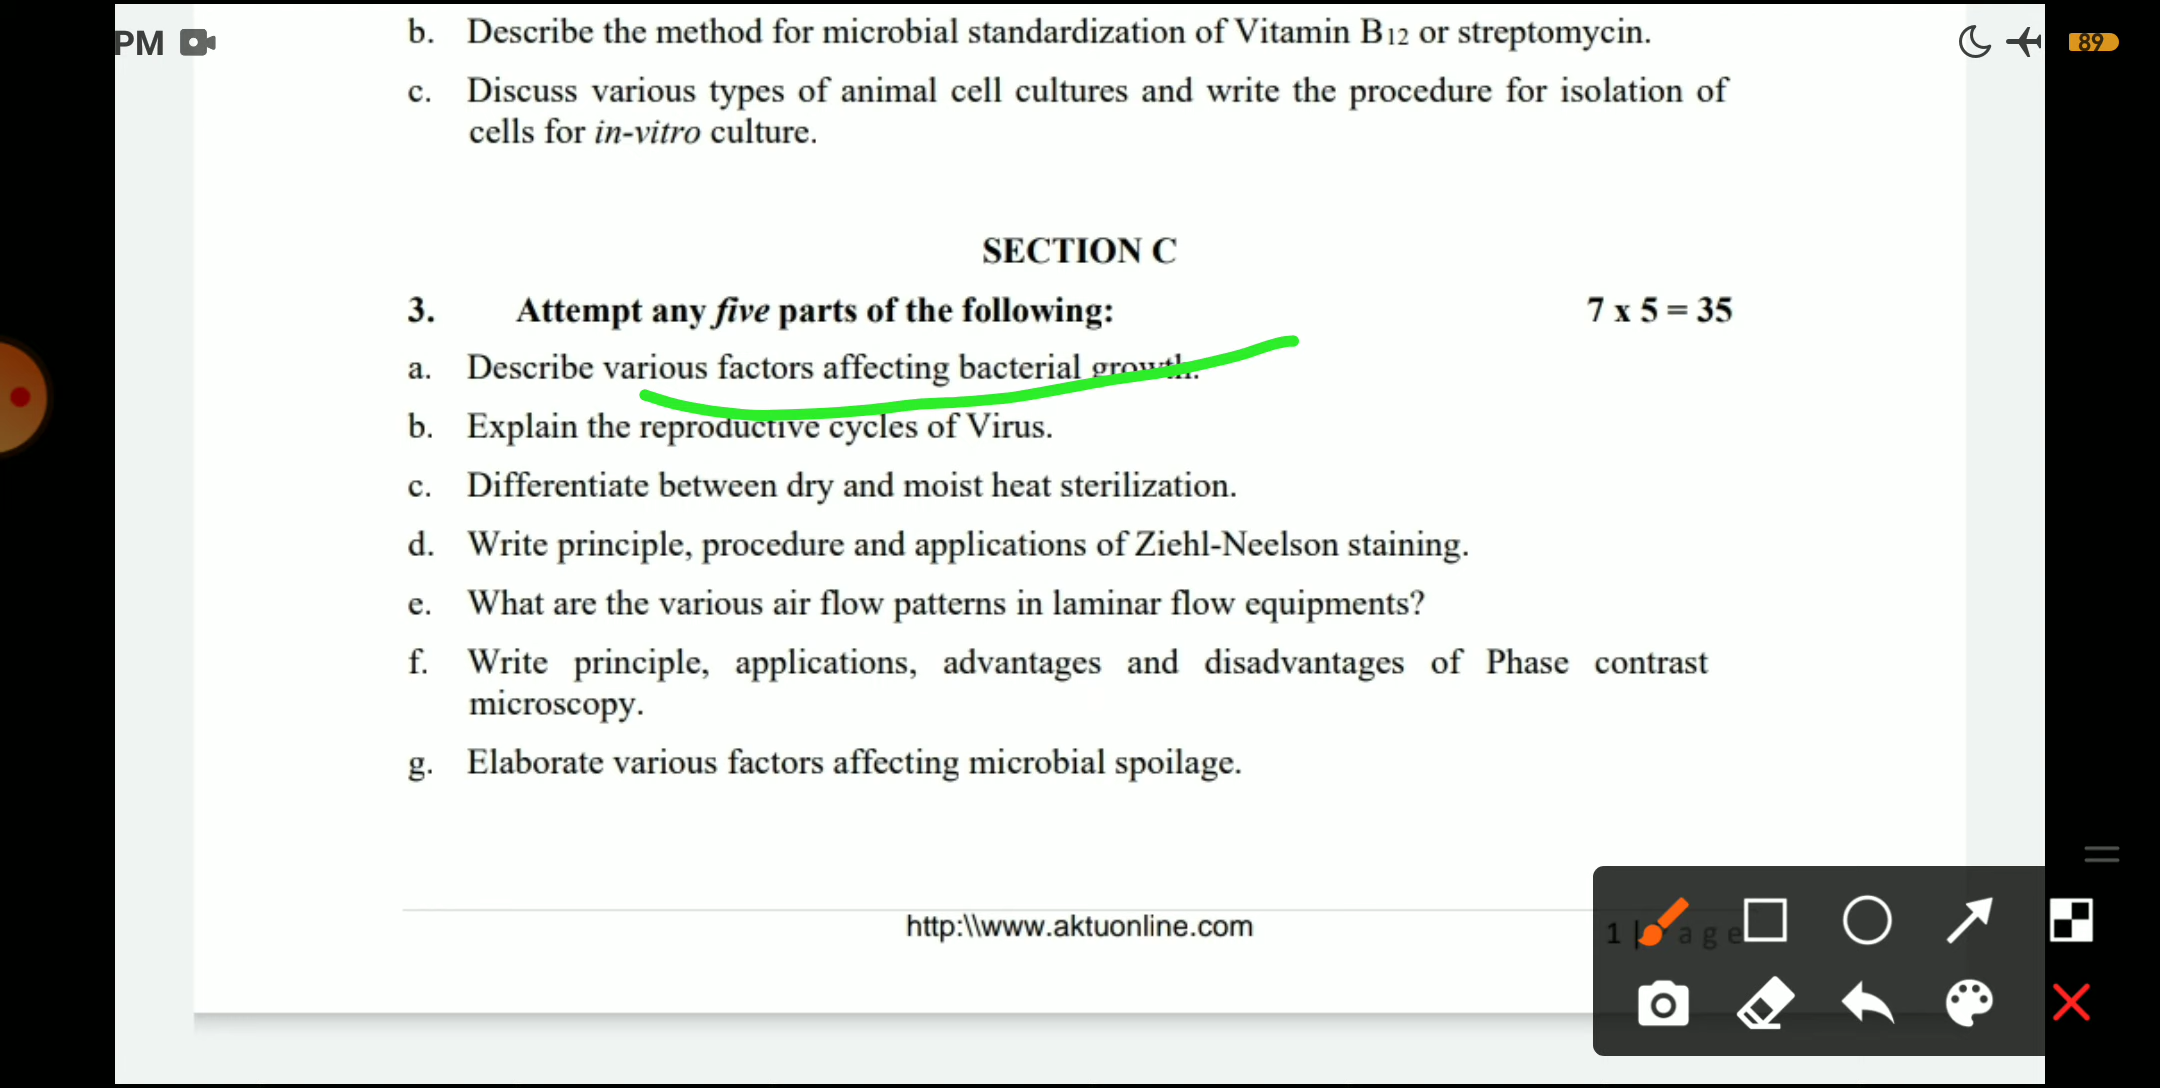 PM
89
b. Describe the method for microbial standardization of Vitamin B12 or streptomycin.
c. Discuss various types of animal cell cultures and write the procedure for isolation of
cells for in-vitro culture.
SECTION C
3. Attempt any five parts of the following: 7 x 5 = 35
a. Describe various factors affecting bacterial growth.
b. Explain the reproductive cycles of Virus.
c. Differentiate between dry and moist heat sterilization.
d. Write principle, procedure and applications of Ziehl-Neelson staining.
e. What are the various air flow patterns in laminar flow equipments?
f. Write principle, applications, advantages and disadvantages of Phase contrast
microscopy.
g. Elaborate various factors affecting microbial spoilage.
http:\\www.aktuonline.com
1 | age